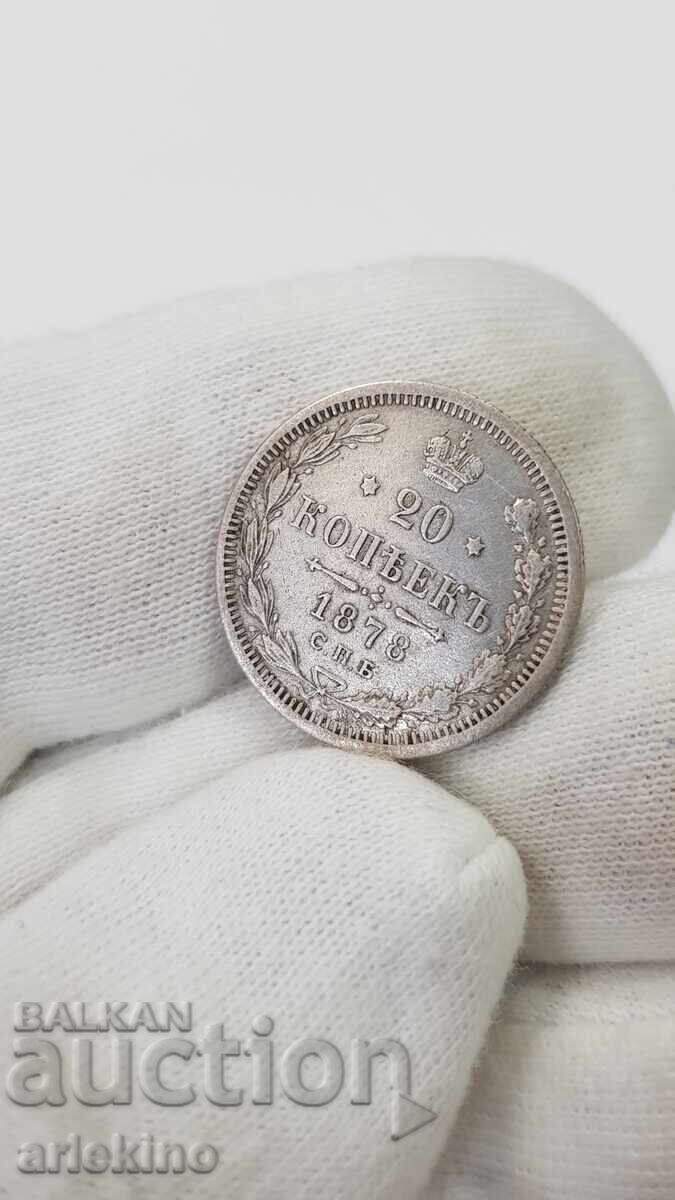 20
КОПѢЕКЪ
1878
С.П.Б
BALKAN
auction
arlekino